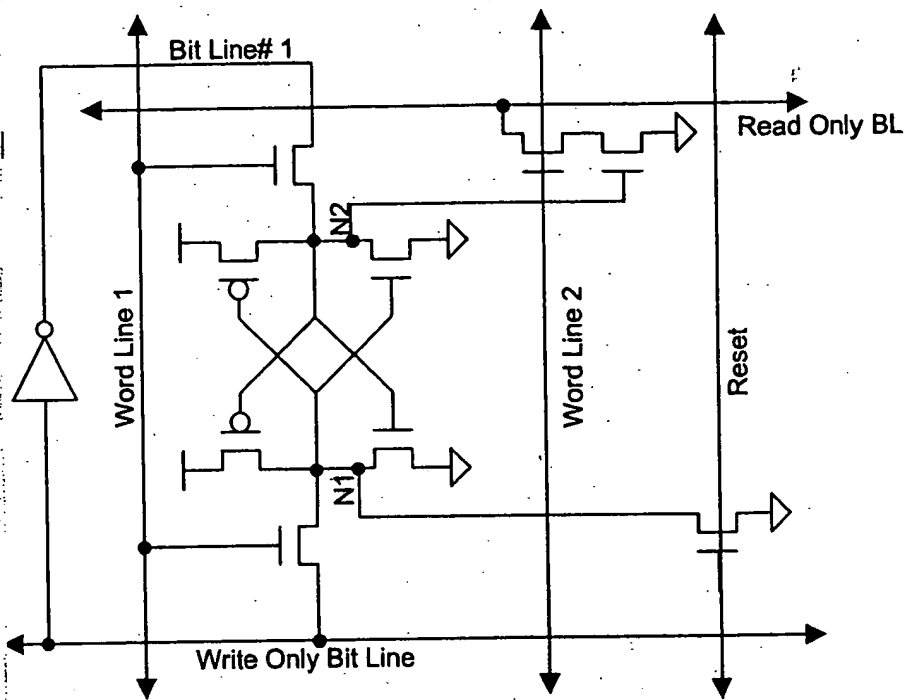 Bit Line# 1
Read Only BL
N2
Word Line 1
Word Line 2
Reset
N1
Write Only Bit Line